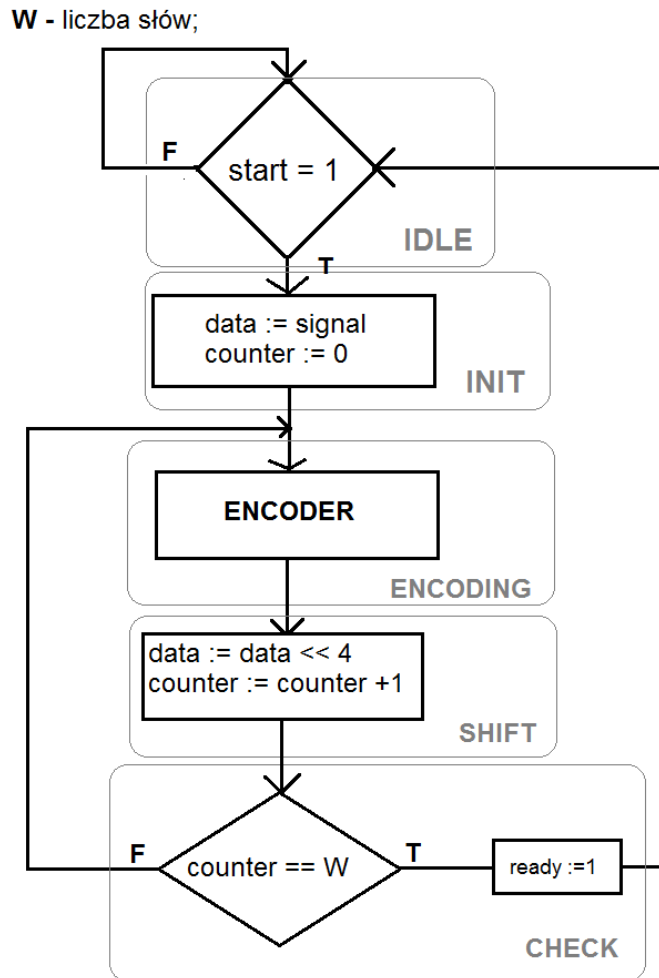 W - liczba słów;
F
start = 1
IDLE
T
data := signal
counter := 0
INIT
ENCODER
ENCODING
data := data << 4
counter := counter +1
SHIFT
F
counter == W
T
ready :=1
CHECK